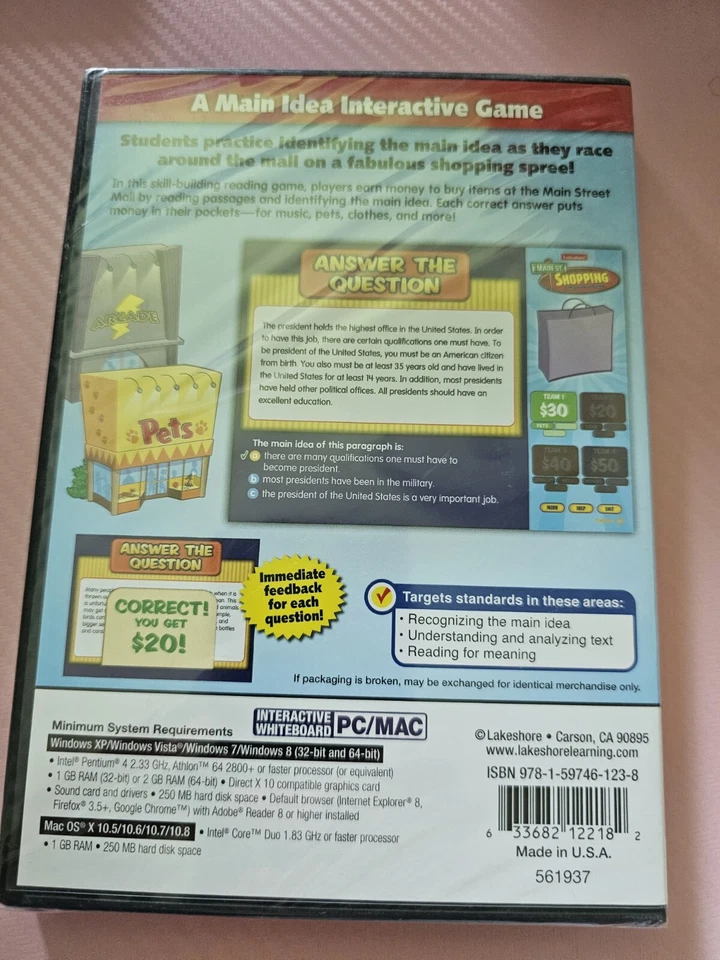 A Main Idea Interactive Game
Students practice identifying the main idea as they race
around the mall on a fabulous shopping spree!
In this skill-building reading game, players earn money to buy items at the Main Street
Mall by reading passages and identifying the main idea. Each correct answer puts
money in their pockets—for music, pets, clothes, and more!
ARCADE
Pets
ANSWER THE
QUESTION
The president holds the highest office in the United States. In order
to have this job, there are certain qualifications one must have. To
be president of the United States, you must be an American citizen
from birth. You also must be at least 35 years old and have lived in
the United States for at least 14 years. In addition, most presidents
have held other political offices. All presidents should have an
excellent education.
The main idea of this paragraph is:
a there are many qualifications one must have to
become president.
b most presidents have been in the military.
c the president of the United States is a very important job.
Lakeshore
MAIN ST.
SHOPPING
TEAM 1
$30
$20
$40
$50
ANSWER THE
QUESTION
CORRECT!
YOU GET
$20!
Immediate
feedback
for each
question!
Targets standards in these areas:
• Recognizing the main idea
• Understanding and analyzing text
• Reading for meaning
If packaging is broken, may be exchanged for identical merchandise only.
Minimum System Requirements
INTERACTIVE
WHITEBOARD PC/MAC
Windows XP/Windows Vista®/Windows 7/Windows 8 (32-bit and 64-bit)
• Intel® Pentium® 4 2.33 GHz, Athlon™ 64 2800+ or faster processor (or equivalent)
• 1 GB RAM (32-bit) or 2 GB RAM (64-bit) • Direct X 10 compatible graphics card
• Sound card and drivers • 250 MB hard disk space • Default browser (Internet Explorer® 8,
Firefox® 3.5+, Google Chrome™) with Adobe® Reader 8 or higher installed
Mac OS® X 10.5/10.6/10.7/10.8 • Intel® Core™ Duo 1.83 GHz or faster processor
• 1 GB RAM • 250 MB hard disk space
© Lakeshore • Carson, CA 90895
www.lakeshorelearning.com
ISBN 978-1-59746-123-8
6 33682 12218 2
Made in U.S.A.
561937